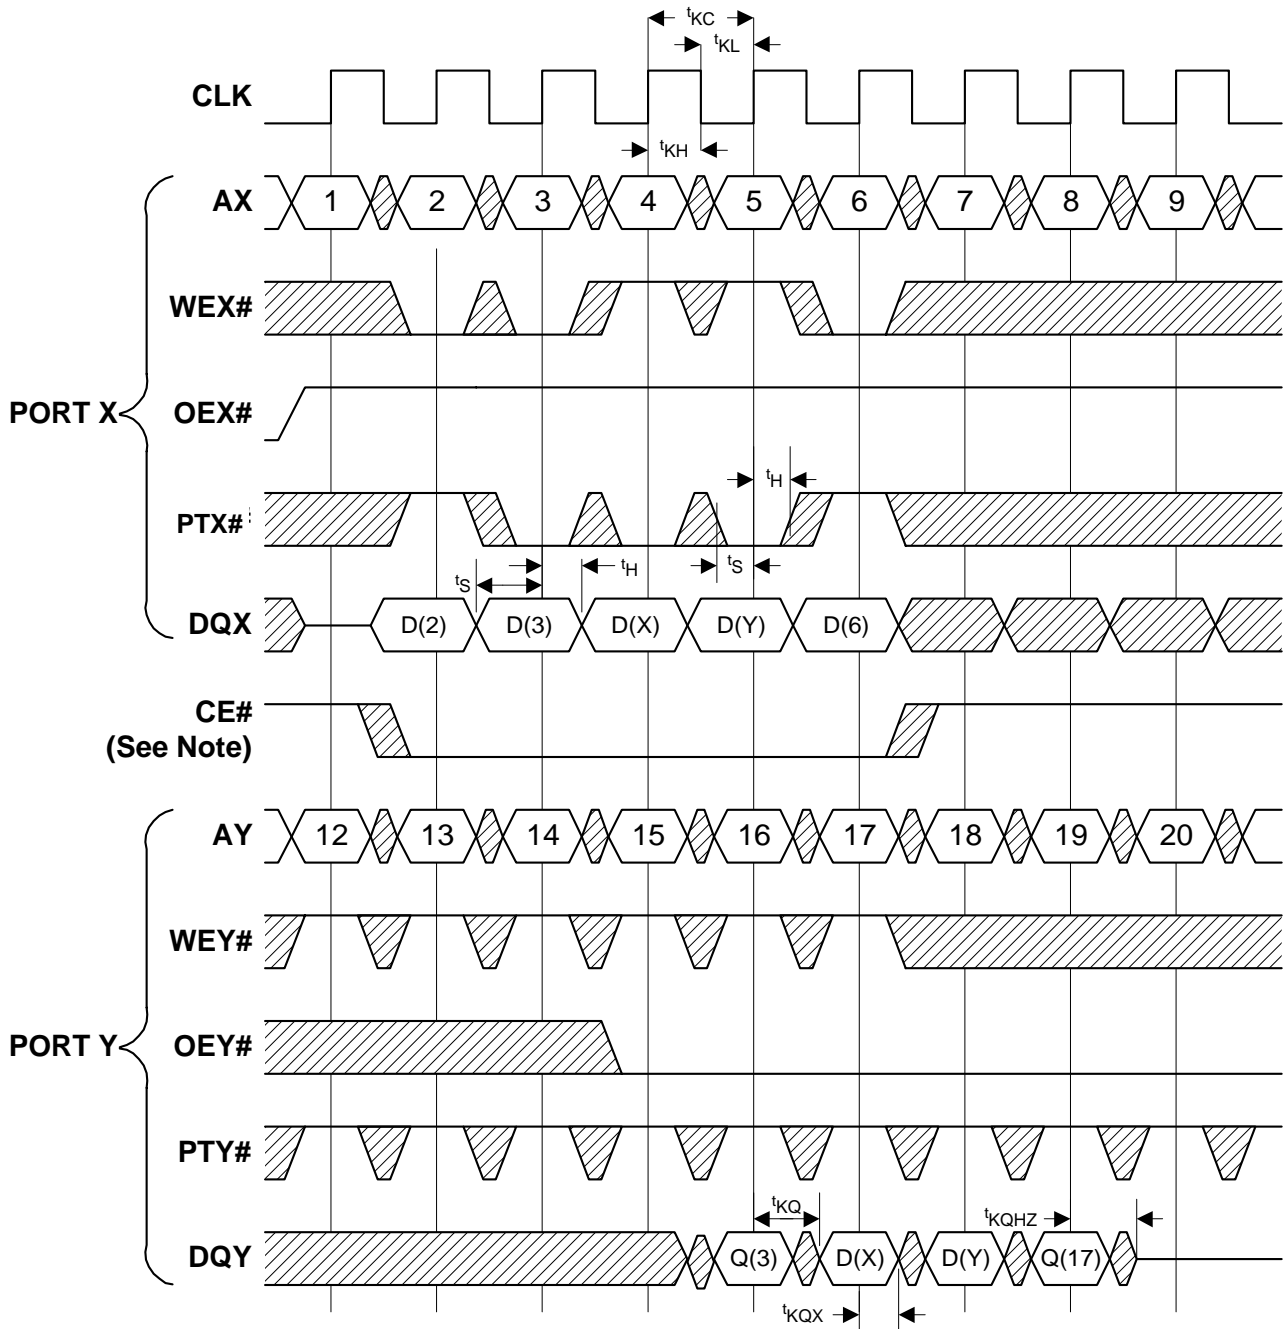 tKC
tKL
CLK
tKH
AX 1 2 3 4 5 6 7 8 9
WEX#
PORT X OEX#
tH
PTX#
tS tH tS
DQX D(2) D(3) D(X) D(Y) D(6)
CE#
(See Note)
AY 12 13 14 15 16 17 18 19 20
WEY#
PORT Y OEY#
PTY#
tKQ tKQHZ
DQY Q(3) D(X) D(Y) Q(17)
tKQX